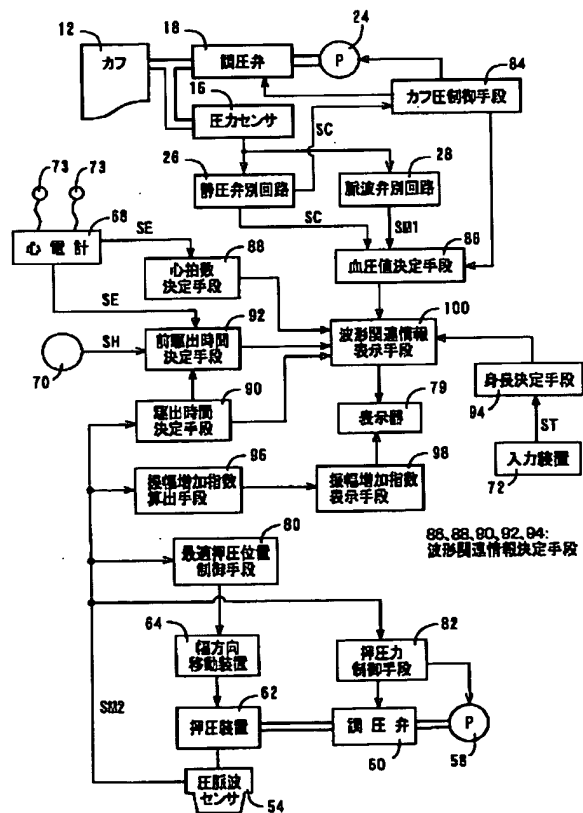 12
カフ
18
調圧弁
24
P
84
カフ圧制御手段
16
圧力センサ
SC
73
73
26
静圧弁別回路
28
脈波弁別回路
68
心電計
SE
SC
SM1
88
心拍数
決定手段
86
血圧値決定手段
SE
92
前駆出時間
決定手段
100
波形関連情報
表示手段
70
SH
身長決定手段
94
90
駆出時間
決定手段
79
表示器
ST
入力装置
72
96
振幅増加指数
算出手段
98
振幅増加指数
表示手段
86、88、90、92、94:
波形関連情報決定手段
80
最適押圧位置
制御手段
64
幅方向
移動装置
82
押圧力
制御手段
SM2
62
押圧装置
調圧弁
60
P
58
圧脈波
センサ
54